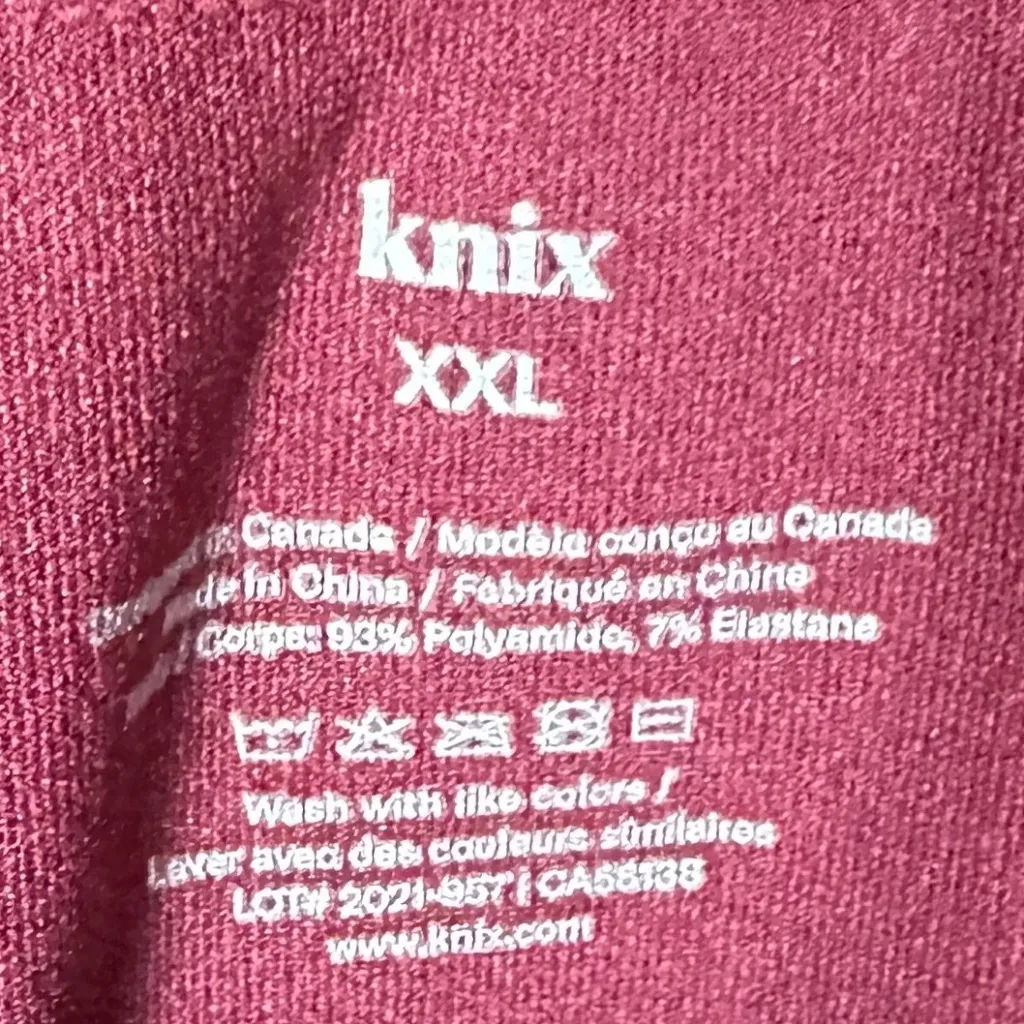 knix
XXL
in Canada / Modèle conçu au Canada
de in China / Fabriqué en Chine
Corps: 93% Polyamide, 7% Elastane
Wash with like colors /
Laver avec des couleurs similaires
LOT# 2021-957 | CA58138
www.knix.com